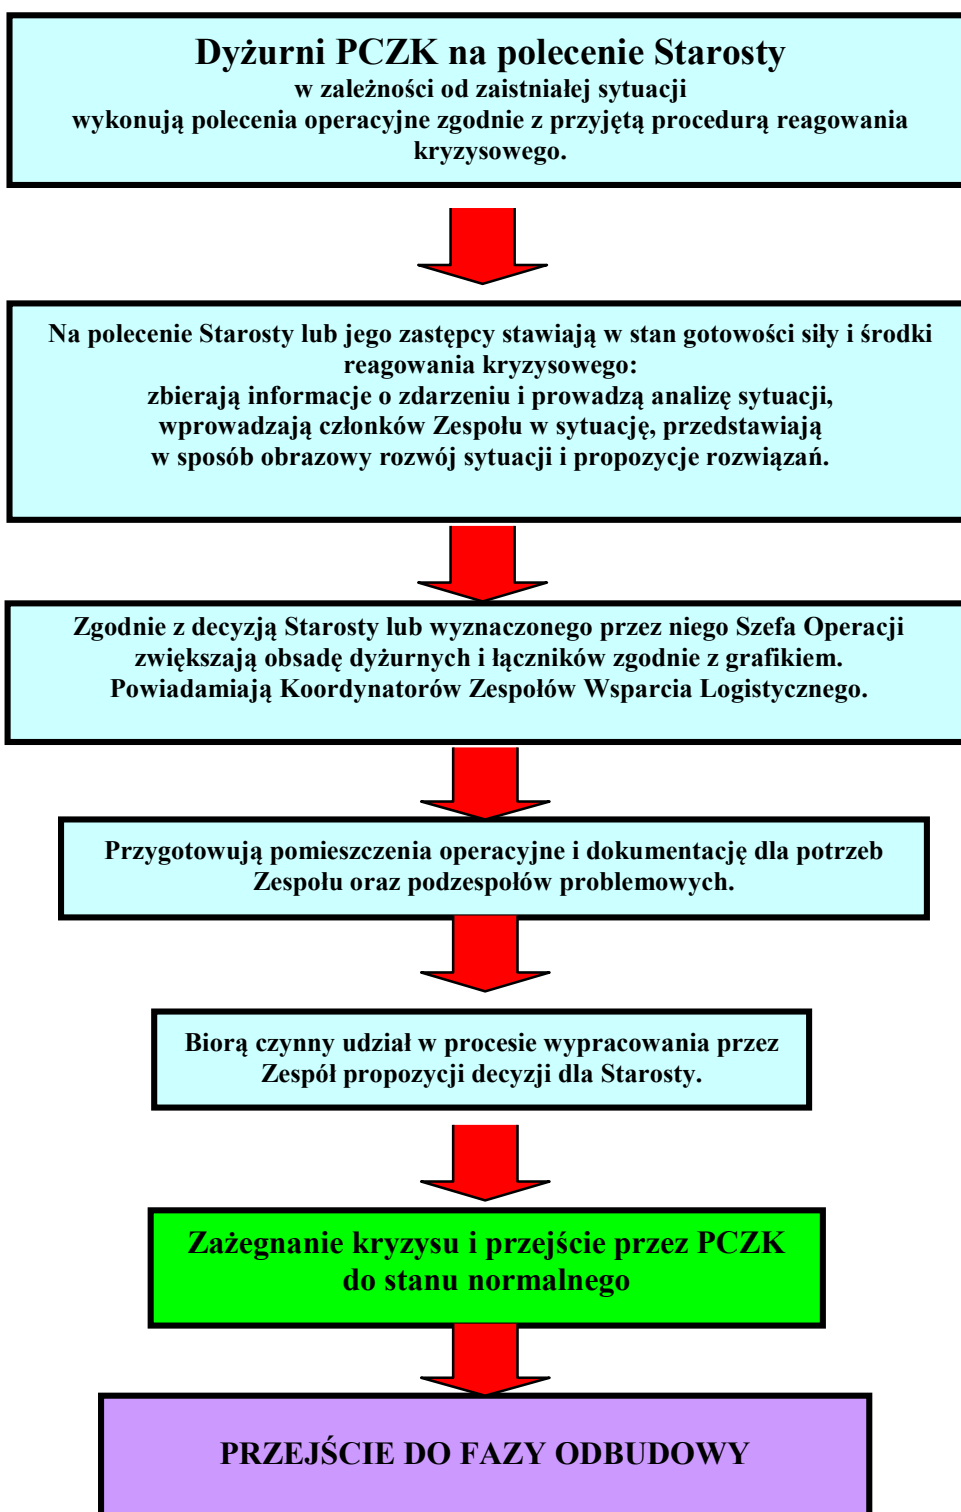 Dyżurni PCZK na polecenie Starosty
w zależności od zaistniałej sytuacji
wykonują polecenia operacyjne zgodnie z przyjętą procedurą reagowania
kryzysowego.
Na polecenie Starosty lub jego zastępcy stawiają w stan gotowości siły i środki
reagowania kryzysowego:
zbierają informacje o zdarzeniu i prowadzą analizę sytuacji,
wprowadzają członków Zespołu w sytuację, przedstawiają
w sposób obrazowy rozwój sytuacji i propozycje rozwiązań.
Zgodnie z decyzją Starosty lub wyznaczonego przez niego Szefa Operacji
zwiększają obsadę dyżurnych i łączników zgodnie z grafikiem.
Powiadamiają Koordynatorów Zespołów Wsparcia Logistycznego.
Przygotowują pomieszczenia operacyjne i dokumentację dla potrzeb
Zespołu oraz podzespołów problemowych.
Biorą czynny udział w procesie wypracowania przez
Zespół propozycji decyzji dla Starosty.
Zażegnanie kryzysu i przejście przez PCZK
do stanu normalnego
PRZEJŚCIE DO FAZY ODBUDOWY